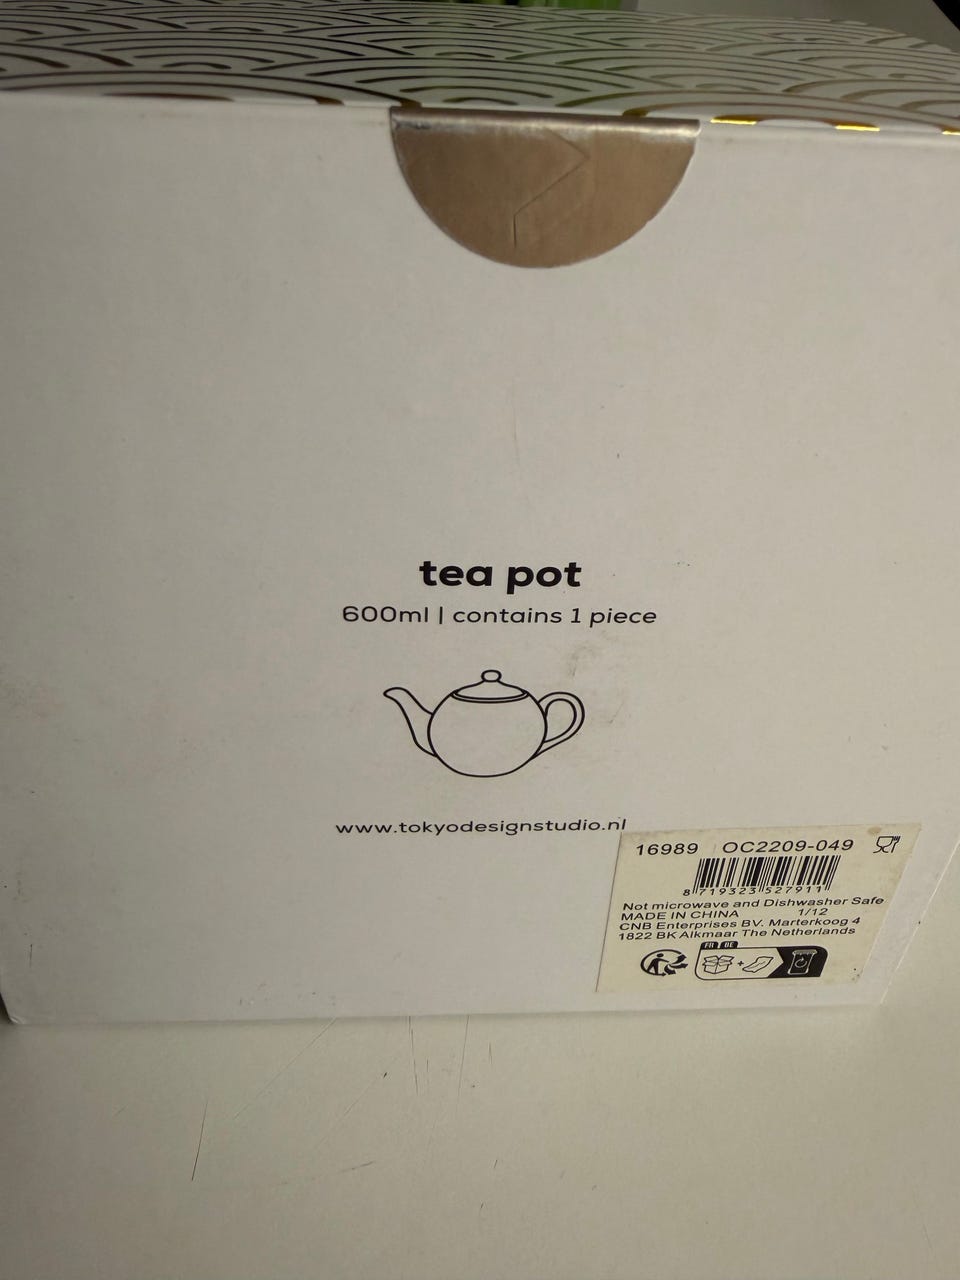 tea pot
600ml | contains 1 piece
www.tokyodesignstudio.nl
16989 OC2209-049
8 719323 527911
Not microwave and Dishwasher Safe
MADE IN CHINA 1/12
CNB Enterprises BV. Marterkoog 4
1822 BK Alkmaar The Netherlands
FR BE